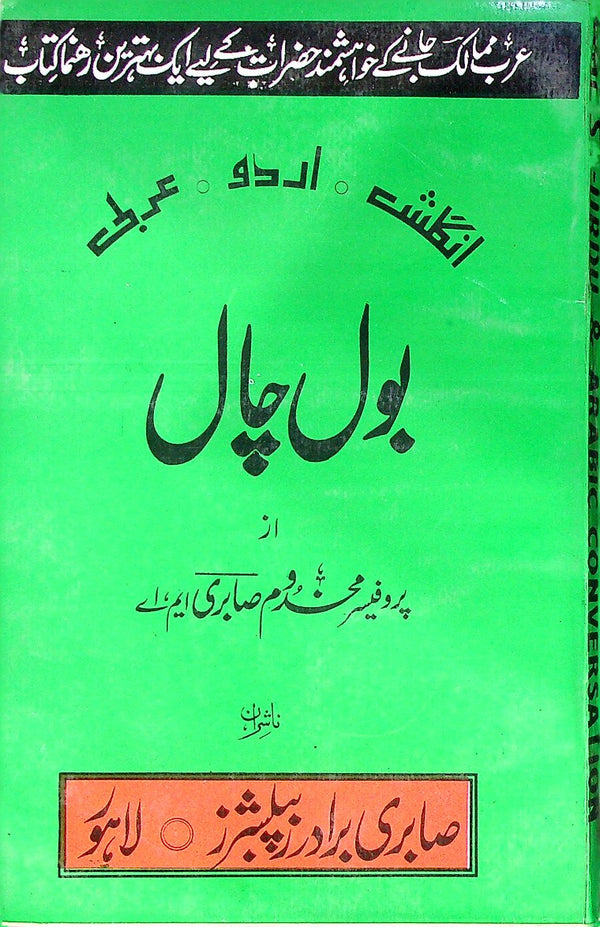 عرب ممالک جانے کے خواہشمند حضرات کے لیے ایک بہترین رہنما کتاب
انگلش ○ اردو ○ عربی
بول چال
از
پروفیسر مخدوم صابری ایم، اے
ناشران
صابری برادرز پبلشرز ○ لاہور
URDU & ARABIC CONVERSATION